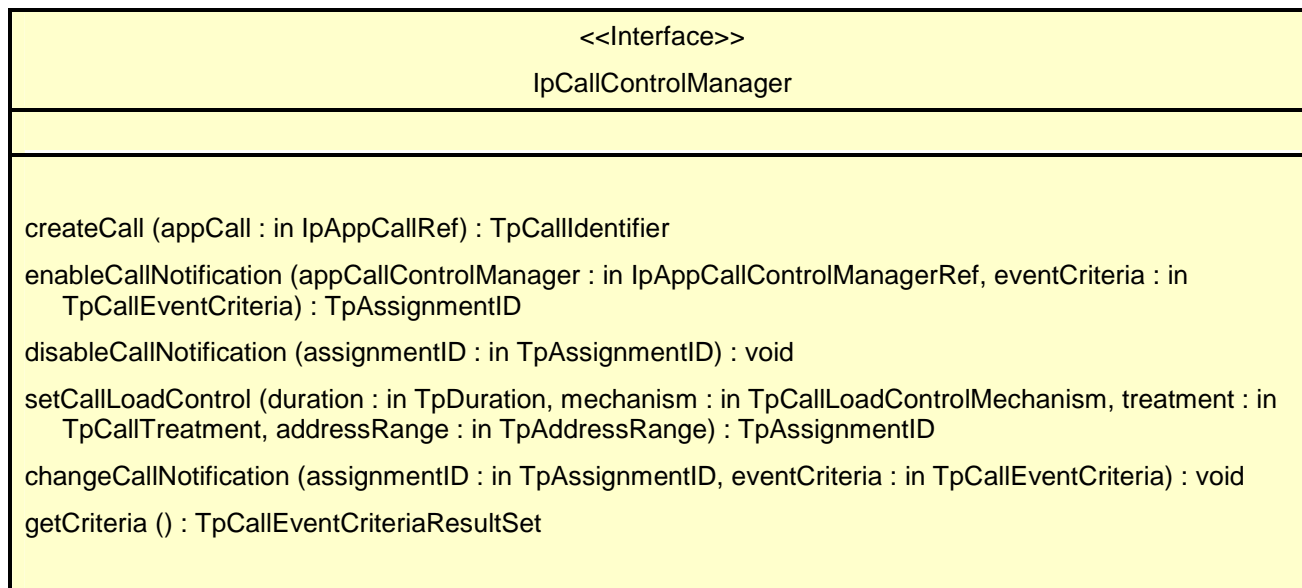 <<Interface>>
IpCallControlManager
createCall (appCall : in IpAppCallRef) : TpCallIdentifier
enableCallNotification (appCallControlManager : in IpAppCallControlManagerRef, eventCriteria : in
TpCallEventCriteria) : TpAssignmentID
disableCallNotification (assignmentID : in TpAssignmentID) : void
setCallLoadControl (duration : in TpDuration, mechanism : in TpCallLoadControlMechanism, treatment : in
TpCallTreatment, addressRange : in TpAddressRange) : TpAssignmentID
changeCallNotification (assignmentID : in TpAssignmentID, eventCriteria : in TpCallEventCriteria) : void
getCriteria () : TpCallEventCriteriaResultSet